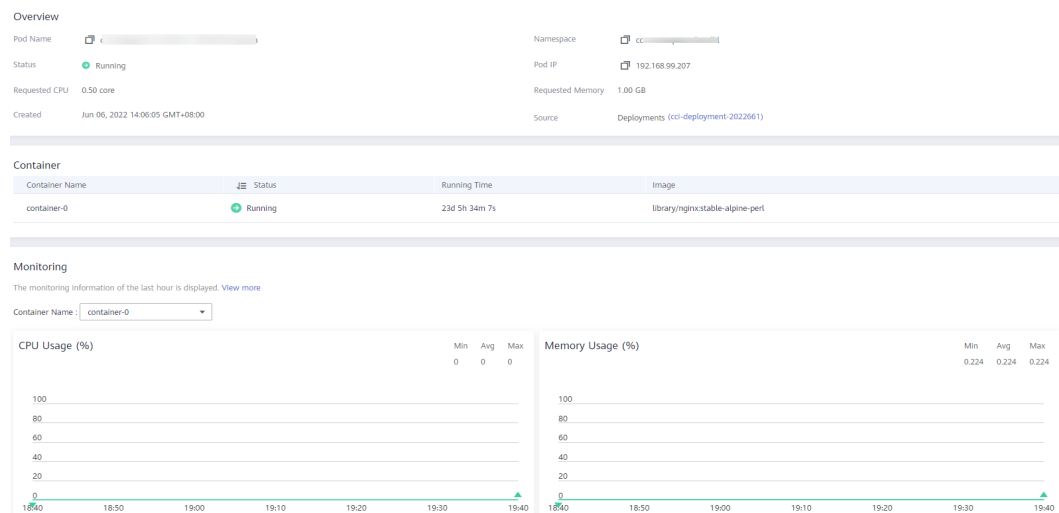 Overview
Pod Name
Namespace
Status Running
Pod IP 192.168.99.207
Requested CPU 0.50 core
Requested Memory 1.00 GB
Created Jun 06, 2022 14:06:05 GMT+08:00
Source Deployments (cci-deployment-2022661)
Container
Container Name Status Running Time Image
container-0 Running 23d 5h 34m 7s library/nginx:stable-alpine-perl
Monitoring
The monitoring information of the last hour is displayed. View more
Container Name : container-0
CPU Usage (%)
Min Avg Max
0 0 0
100
80
60
40
20
0
18:40 18:50 19:00 19:10 19:20 19:30 19:40
Memory Usage (%)
Min Avg Max
0.224 0.224 0.224
100
80
60
40
20
0
18:40 18:50 19:00 19:10 19:20 19:30 19:40